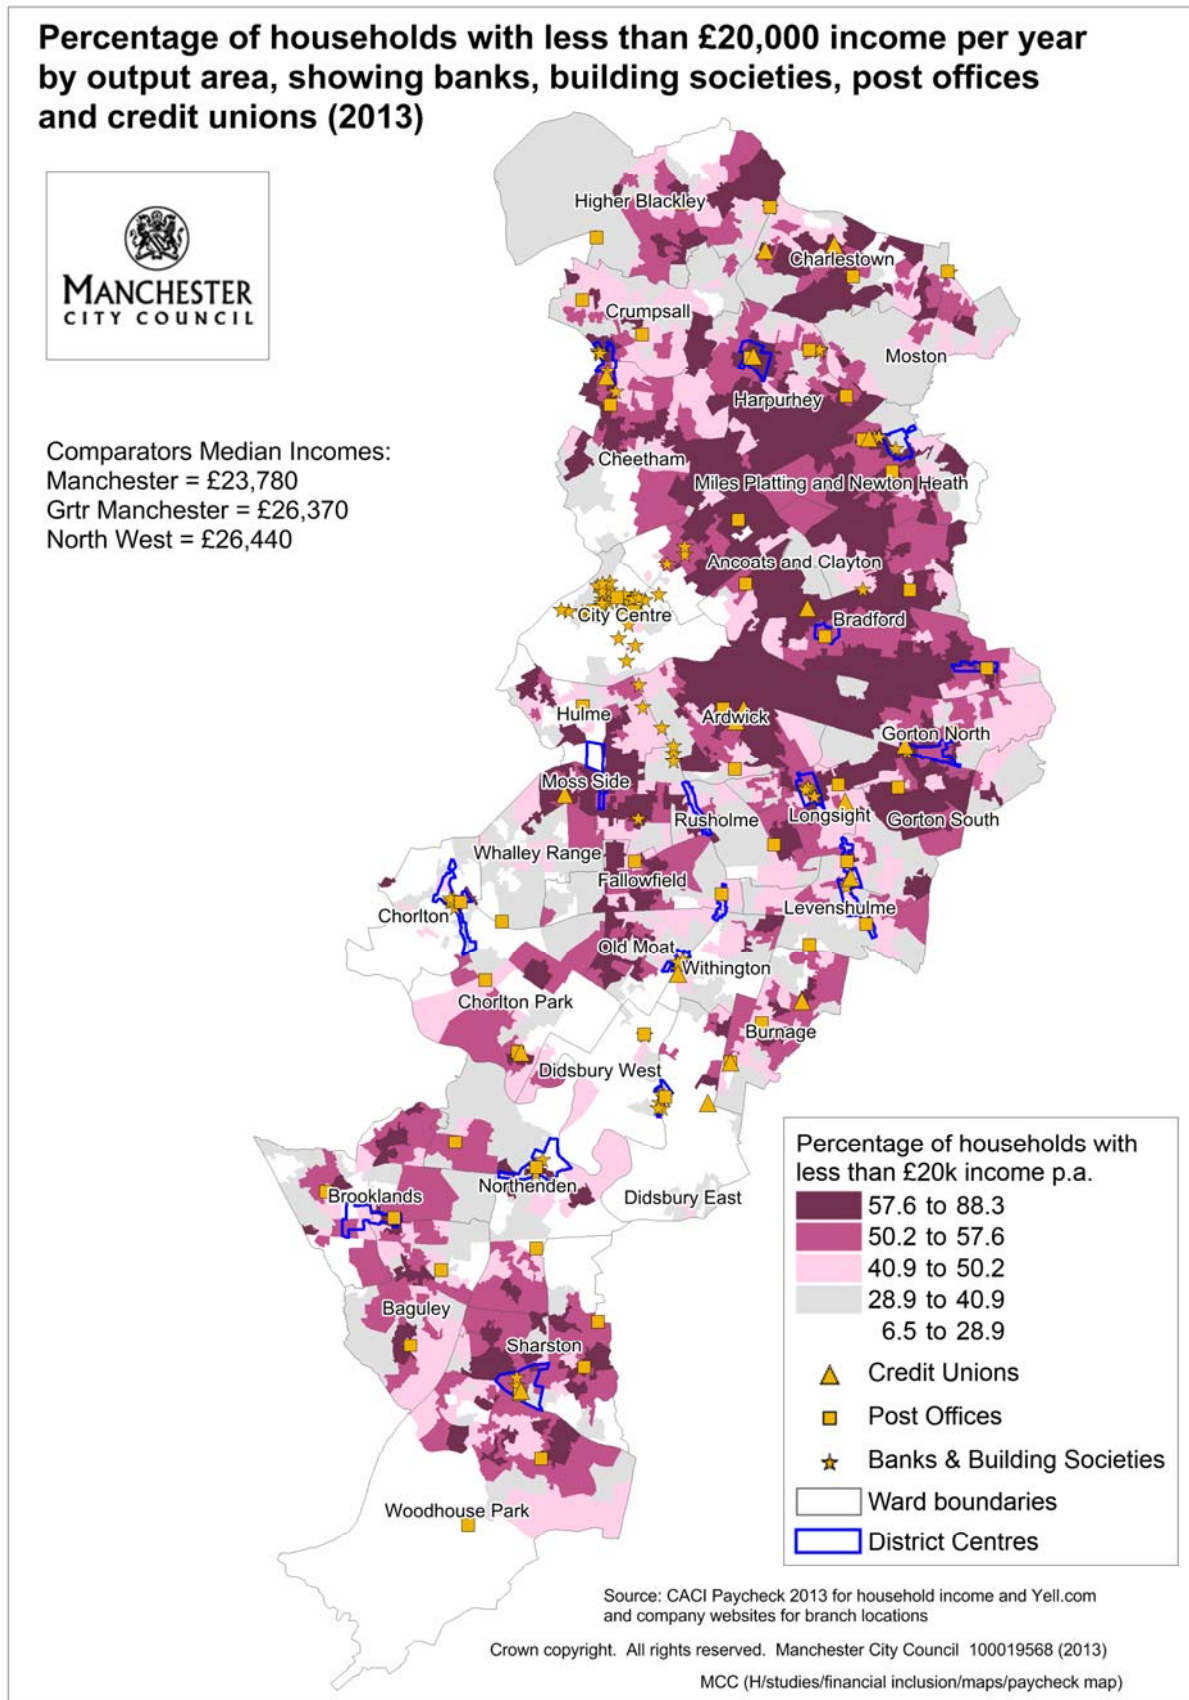 Percentage of households with less than £20,000 income per year
by output area, showing banks, building societies, post offices
and credit unions (2013)
MANCHESTER
CITY COUNCIL
Comparators Median Incomes:
Manchester = £23,780
Grtr Manchester = £26,370
North West = £26,440
Higher Blackley
Charlestown
Crumpsall
Moston
Harpurhey
Cheetham
Miles Platting and Newton Heath
Ancoats and Clayton
City Centre
Bradford
Hulme
Ardwick
Gorton North
Moss Side
Rusholme
Longsight
Gorton South
Whalley Range
Fallowfield
Chorlton
Levenshulme
Old Moat
Withington
Chorlton Park
Burnage
Didsbury West
Northenden
Didsbury East
Brooklands
Baguley
Sharston
Woodhouse Park
Percentage of households with
less than £20k income p.a.
57.6 to 88.3
50.2 to 57.6
40.9 to 50.2
28.9 to 40.9
6.5 to 28.9
Credit Unions
Post Offices
Banks & Building Societies
Ward boundaries
District Centres
Source: CACI Paycheck 2013 for household income and Yell.com
and company websites for branch locations
Crown copyright. All rights reserved. Manchester City Council 100019568 (2013)
MCC (H/studies/financial inclusion/maps/paycheck map)